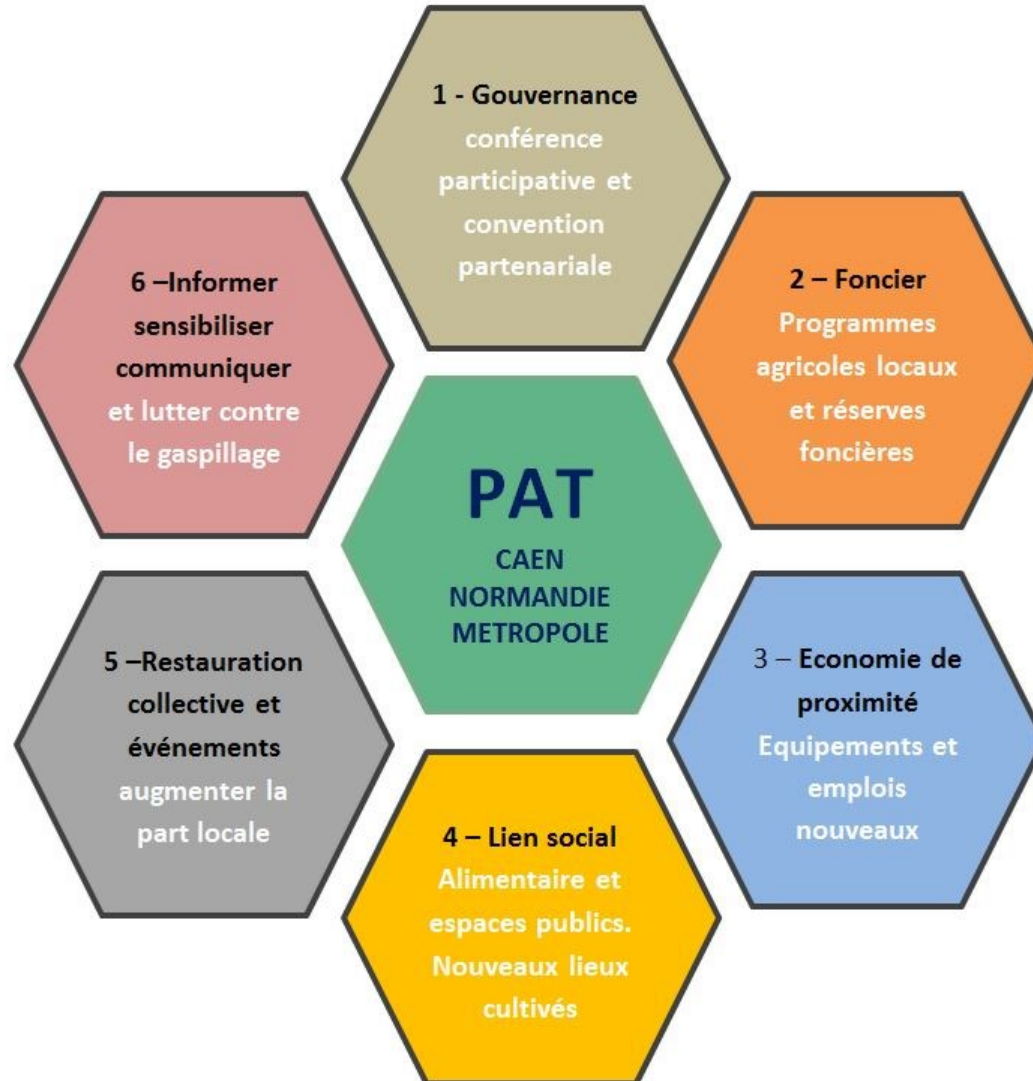 1 - Gouvernance
conférence
participative et
convention
partenariale
2 – Foncier
Programmes
agricoles locaux
et réserves
foncières
3 – Economie de
proximité
Equipements et
emplois
nouveaux
4 – Lien social
Alimentaire et
espaces publics.
Nouveaux lieux
cultivés
5 –Restauration
collective et
événements
augmenter la
part locale
6 –Informer
sensibiliser
communiquer
et lutter contre
le gaspillage
PAT
CAEN
NORMANDIE
METROPOLE